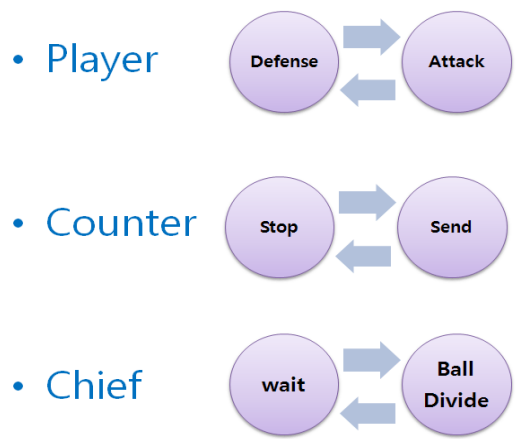 • Player
Defense
Attack
• Counter
Stop
Send
• Chief
wait
Ball
Divide